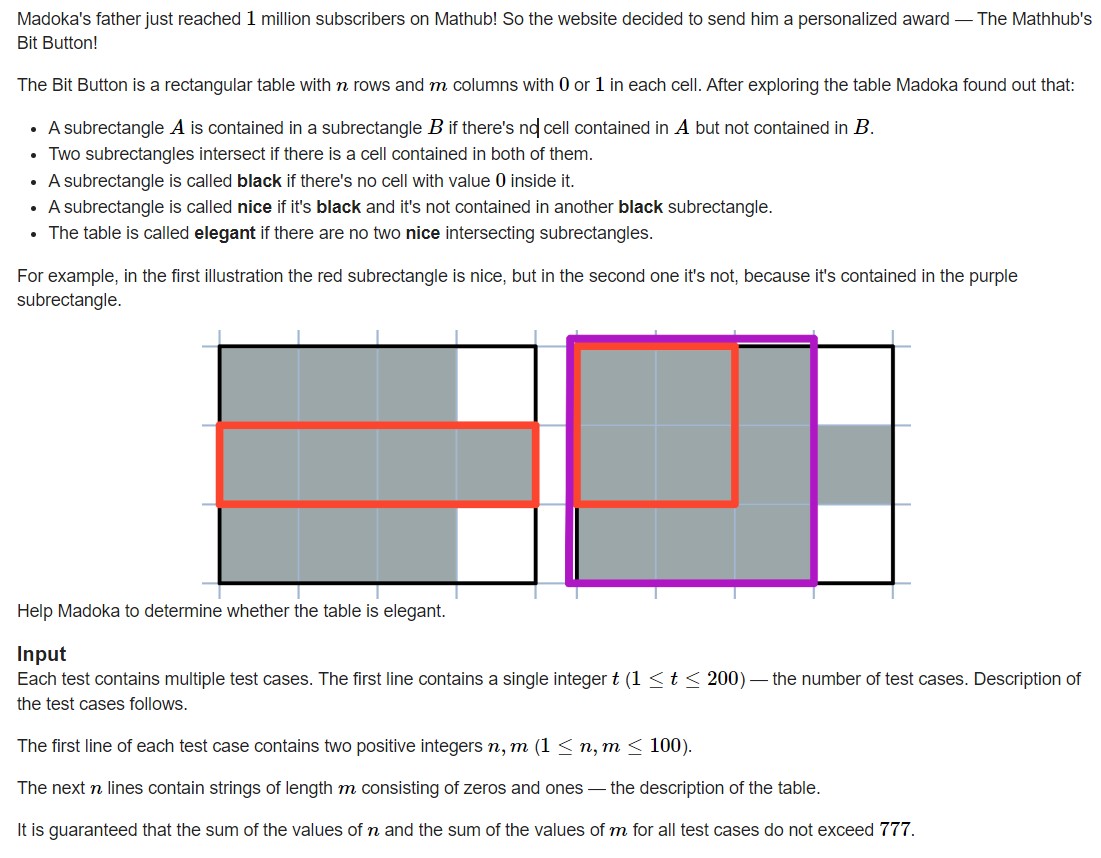 Madoka's father just reached 1 million subscribers on Mathub! So the website decided to send him a personalized award — The Mathhub's
Bit Button!
The Bit Button is a rectangular table with n rows and m columns with 0 or 1 in each cell. After exploring the table Madoka found out that:
• A subrectangle A is contained in a subrectangle B if there's no cell contained in A but not contained in B.
• Two subrectangles intersect if there is a cell contained in both of them.
• A subrectangle is called black if there's no cell with value 0 inside it.
• A subrectangle is called nice if it's black and it's not contained in another black subrectangle.
• The table is called elegant if there are no two nice intersecting subrectangles.
For example, in the first illustration the red subrectangle is nice, but in the second one it's not, because it's contained in the purple
subrectangle.
Help Madoka to determine whether the table is elegant.
Input
Each test contains multiple test cases. The first line contains a single integer t (1 ≤ t ≤ 200) — the number of test cases. Description of
the test cases follows.
The first line of each test case contains two positive integers n, m (1 ≤ n, m ≤ 100).
The next n lines contain strings of length m consisting of zeros and ones — the description of the table.
It is guaranteed that the sum of the values of n and the sum of the values of m for all test cases do not exceed 777.